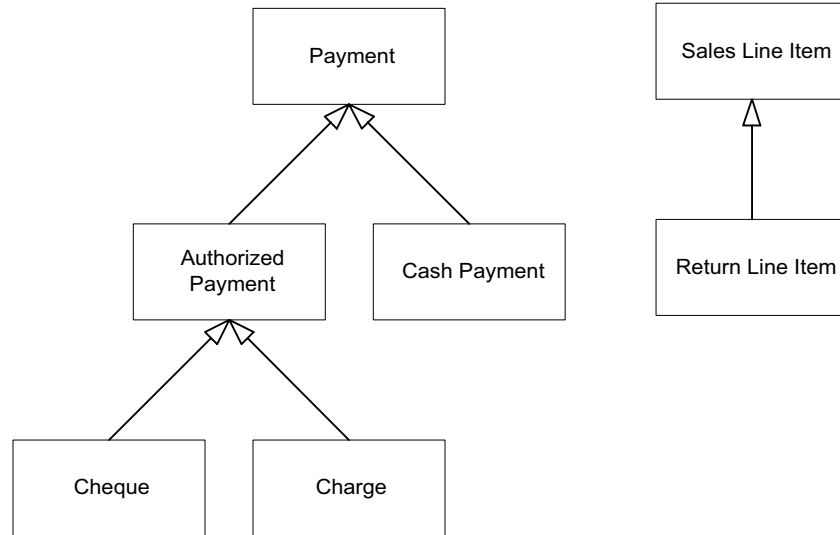 Payment
Sales Line Item
Authorized
Payment
Cash Payment
Return Line Item
Cheque
Charge